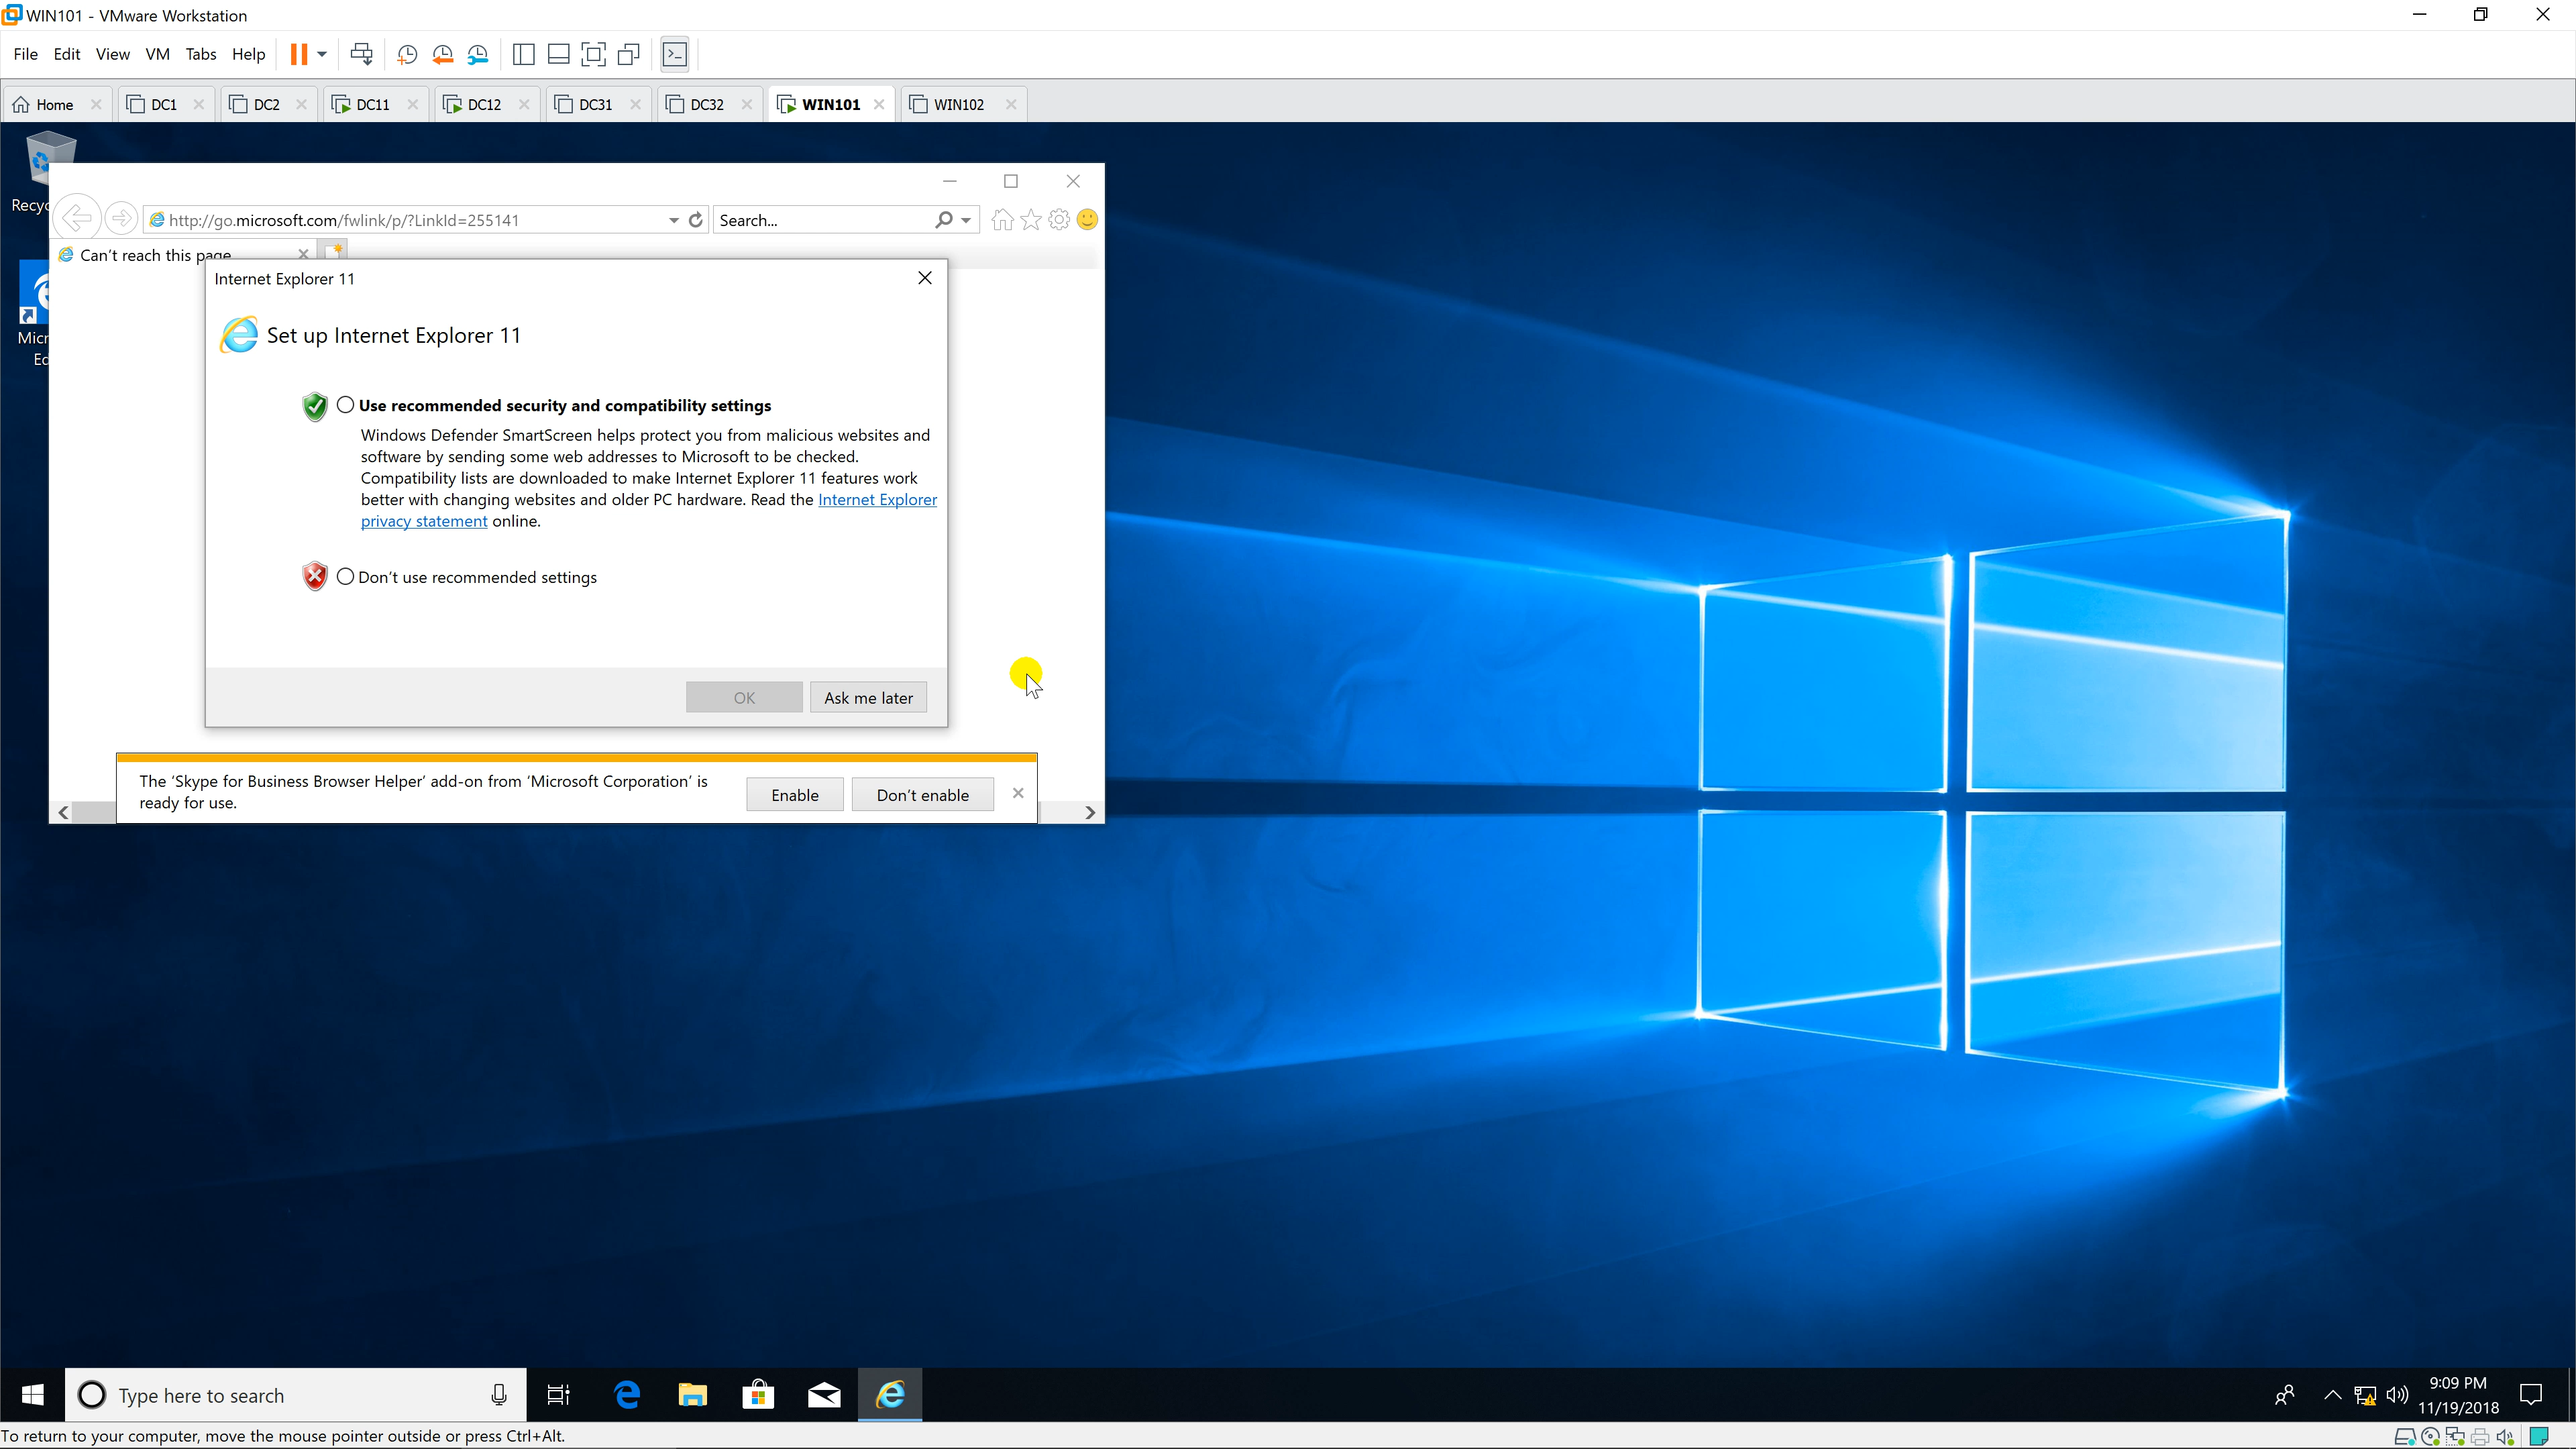 WIN101 - VMware Workstation
File Edit View VM Tabs Help
Home DC1 DC2 DC11 DC12 DC31 DC32 WIN101 WIN102
http://go.microsoft.com/fwlink/p/?LinkId=255141 Search...
Can't reach this page
Internet Explorer 11
Set up Internet Explorer 11
Use recommended security and compatibility settings
Windows Defender SmartScreen helps protect you from malicious websites and
software by sending some web addresses to Microsoft to be checked.
Compatibility lists are downloaded to make Internet Explorer 11 features work
better with changing websites and older PC hardware. Read the Internet Explorer
privacy statement online.
Don't use recommended settings
OK Ask me later
The 'Skype for Business Browser Helper' add-on from 'Microsoft Corporation' is
ready for use.
Enable Don't enable
Recyc
Micr
Ed
Type here to search
9:09 PM
11/19/2018
To return to your computer, move the mouse pointer outside or press Ctrl+Alt.